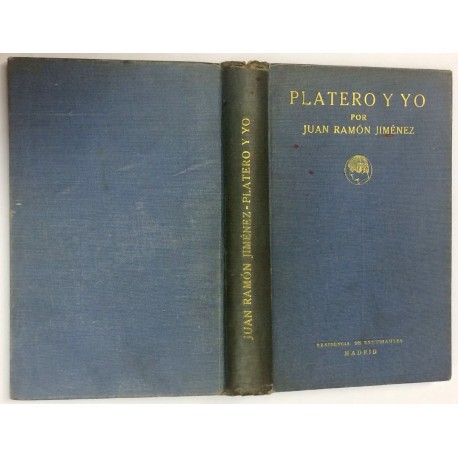 JUAN RAMÓN JIMÉNEZ-PLATERO Y YO
PLATERO Y YO
POR
JUAN RAMÓN JIMÉNEZ
RESIDENCIA DE ESTUDIANTES
MADRID